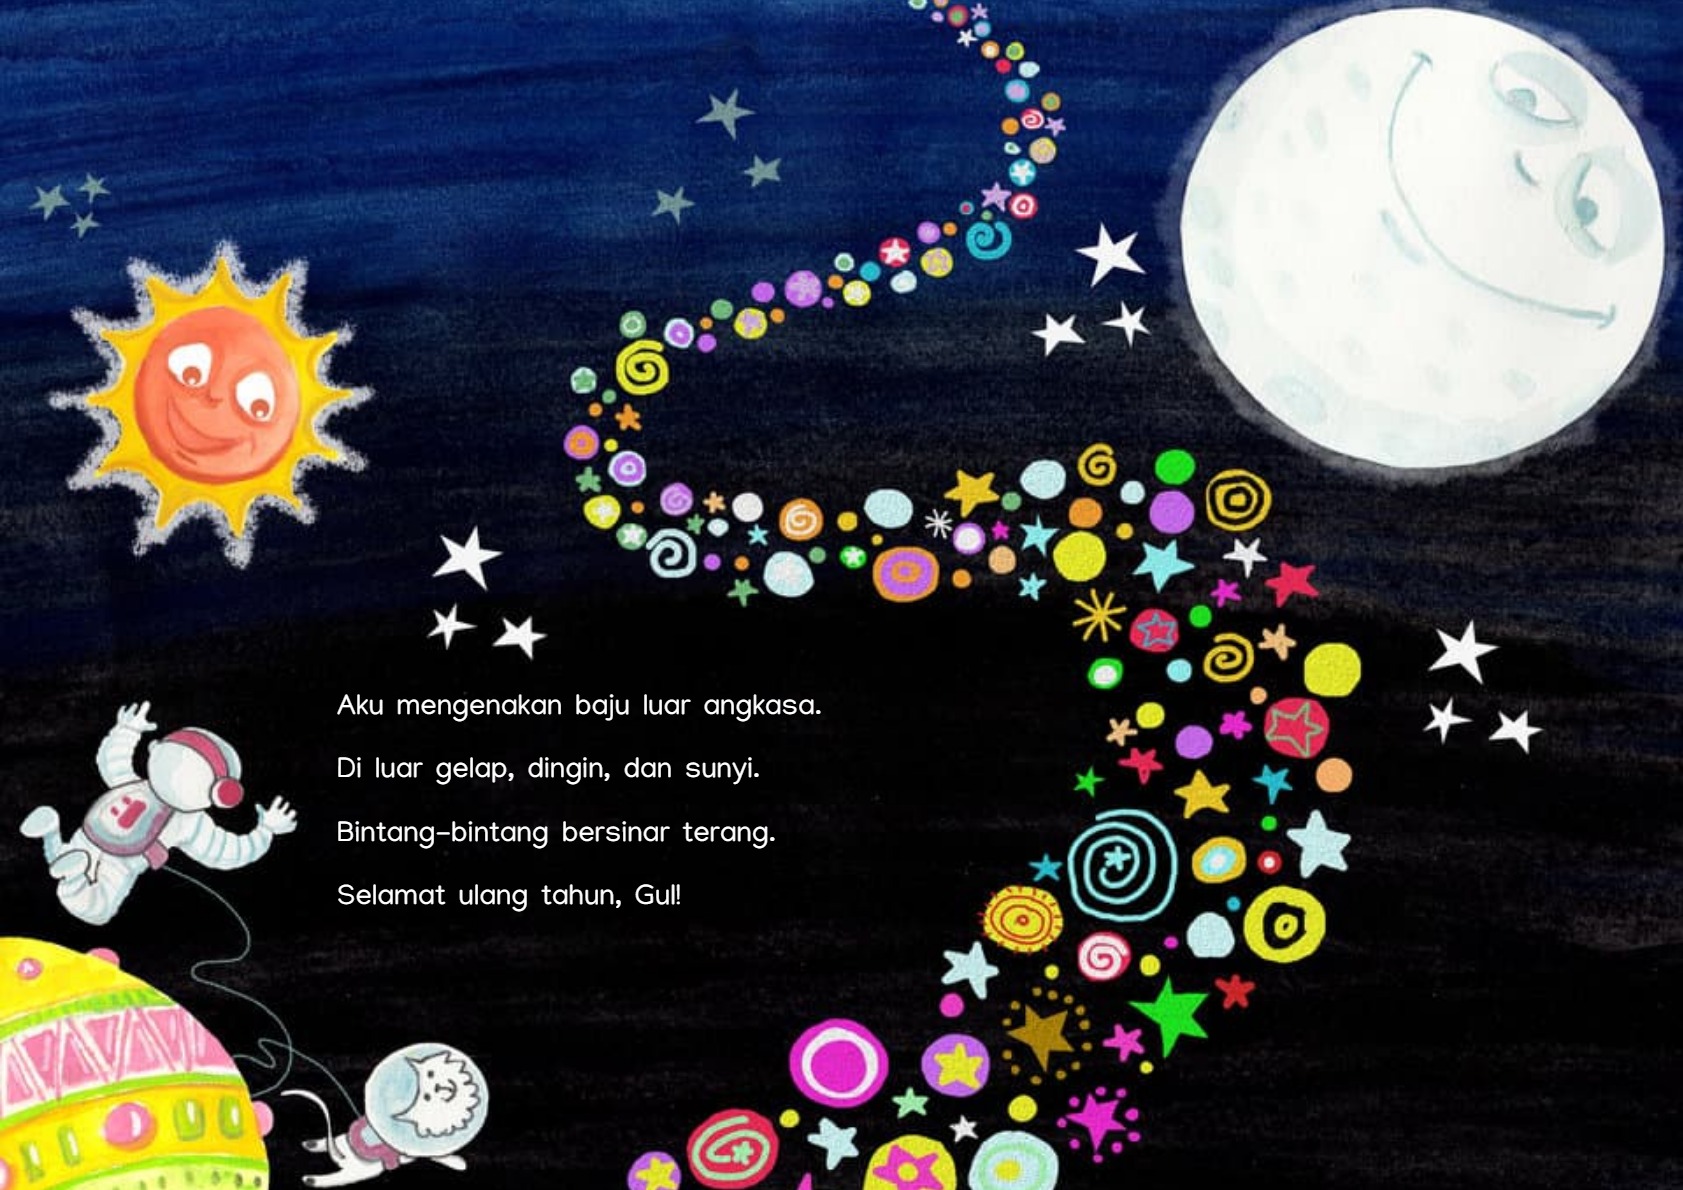 Aku mengenakan baju luar angkasa.
Di luar gelap, dingin, dan sunyi.
Bintang-bintang bersinar terang.
Selamat ulang tahun, Gul!